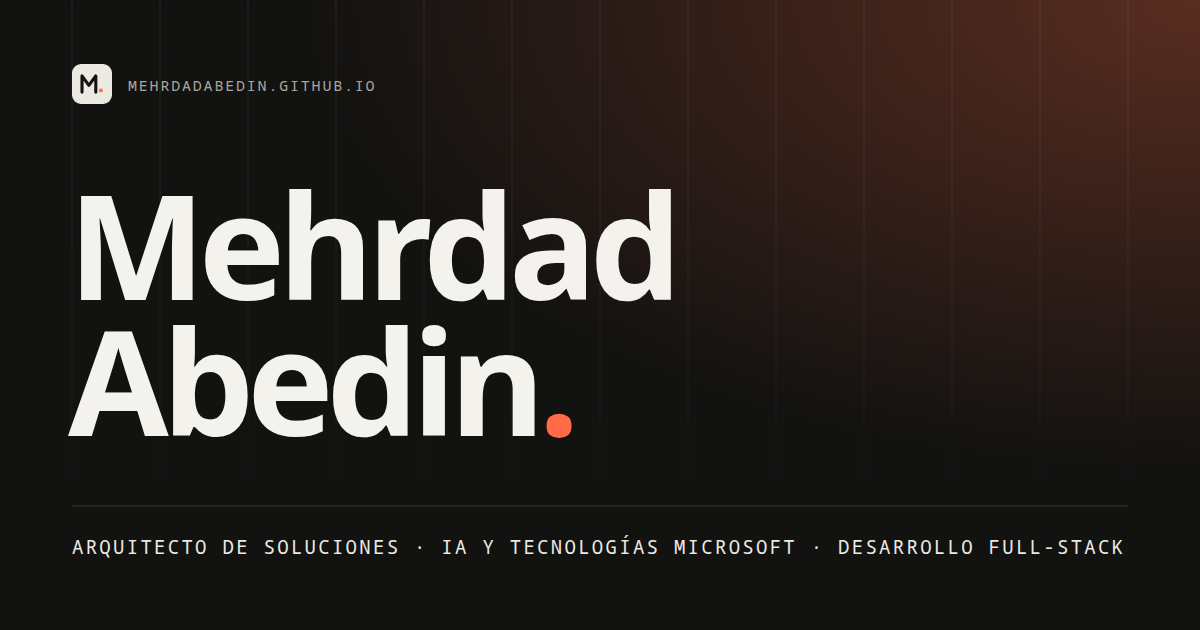 M.
MEHRDADABEDIN.GITHUB.IO
Mehrdad
Abedin.
ARQUITECTO DE SOLUCIONES · IA Y TECNOLOGÍAS MICROSOFT · DESARROLLO FULL-STACK